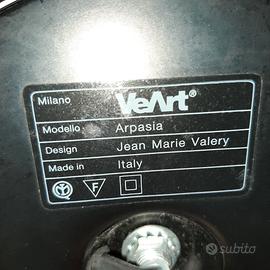 Milano VeArt®
Modello Arpasia
Design Jean Marie Valery
Made in Italy
F
subito